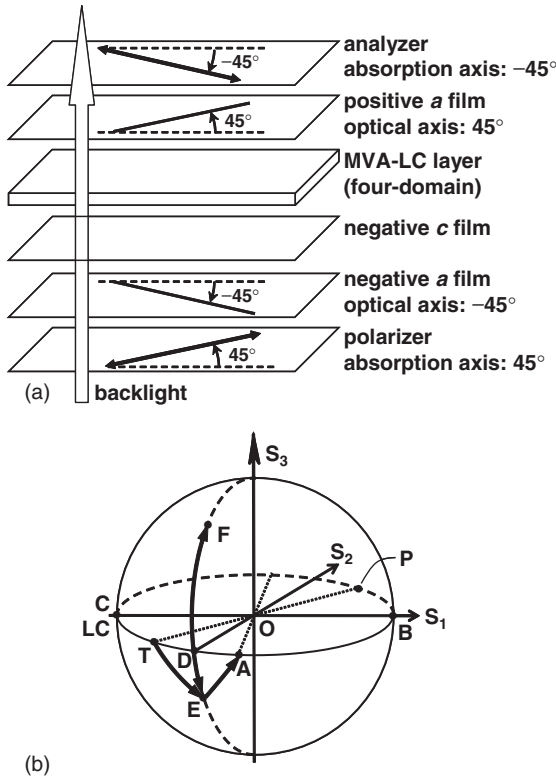 −45°
analyzer
absorption axis: −45°
45°
positive a film
optical axis: 45°
MVA-LC layer
(four-domain)
negative c film
−45°
negative a film
optical axis: −45°
45°
polarizer
absorption axis: 45°
(a)
backlight
S3
F
S2
P
C
LC
O
S1
B
T
D
A
E
(b)